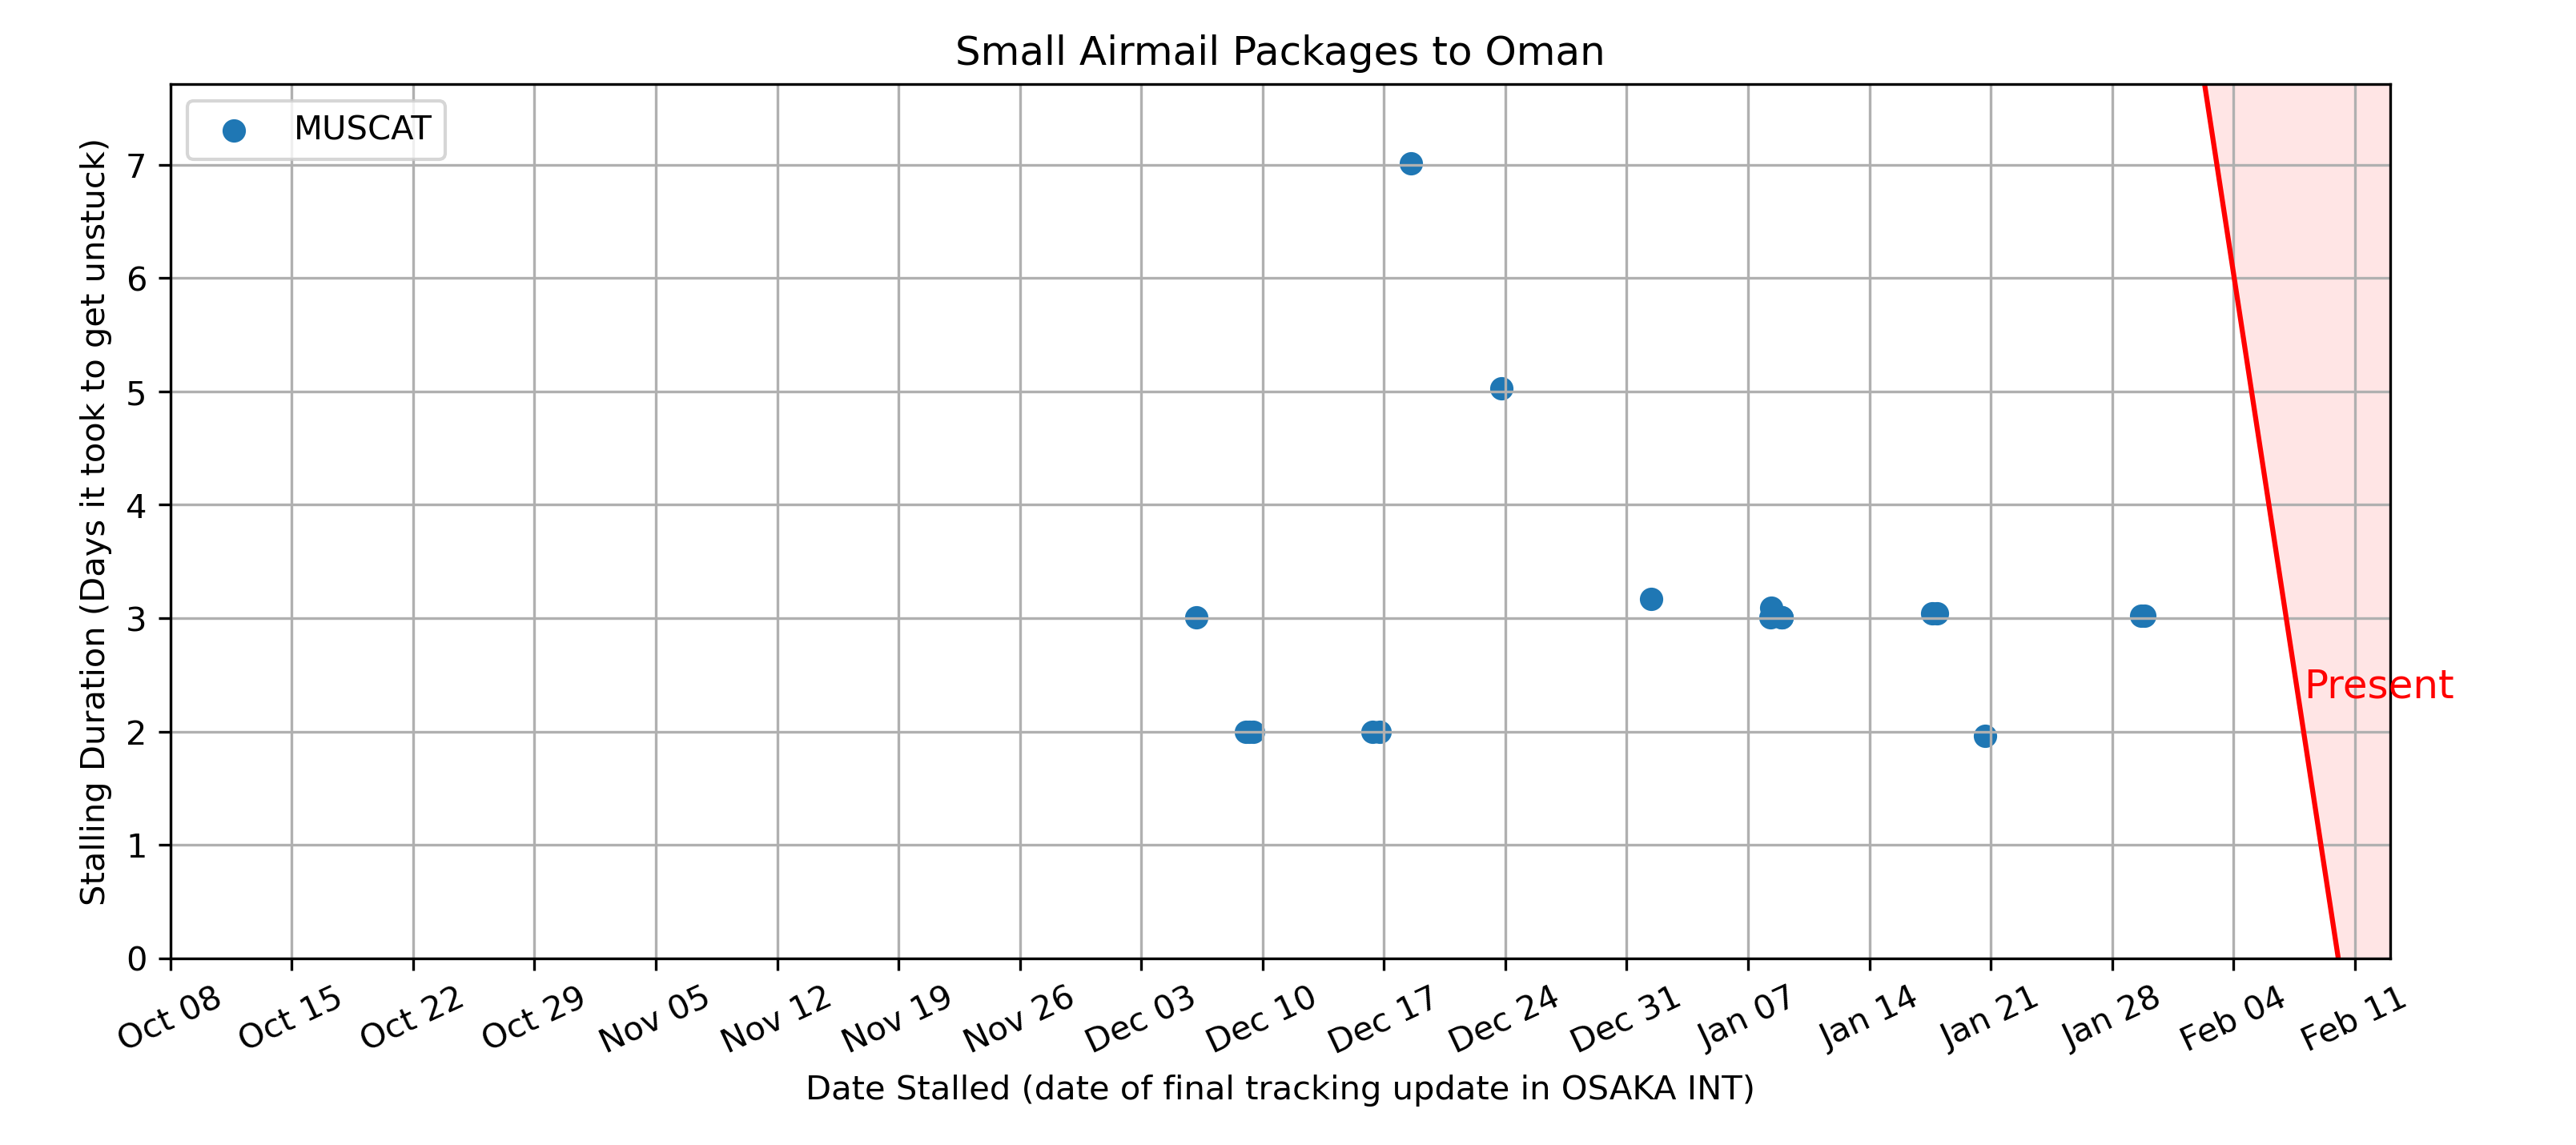 Small Airmail Packages to Oman
MUSCAT
Stalling Duration (Days it took to get unstuck)
7
6
5
4
3
2
1
0
Present
Oct 08
Oct 15
Oct 22
Oct 29
Nov 05
Nov 12
Nov 19
Nov 26
Dec 03
Dec 10
Dec 17
Dec 24
Dec 31
Jan 07
Jan 14
Jan 21
Jan 28
Feb 04
Feb 11
Date Stalled (date of final tracking update in OSAKA INT)